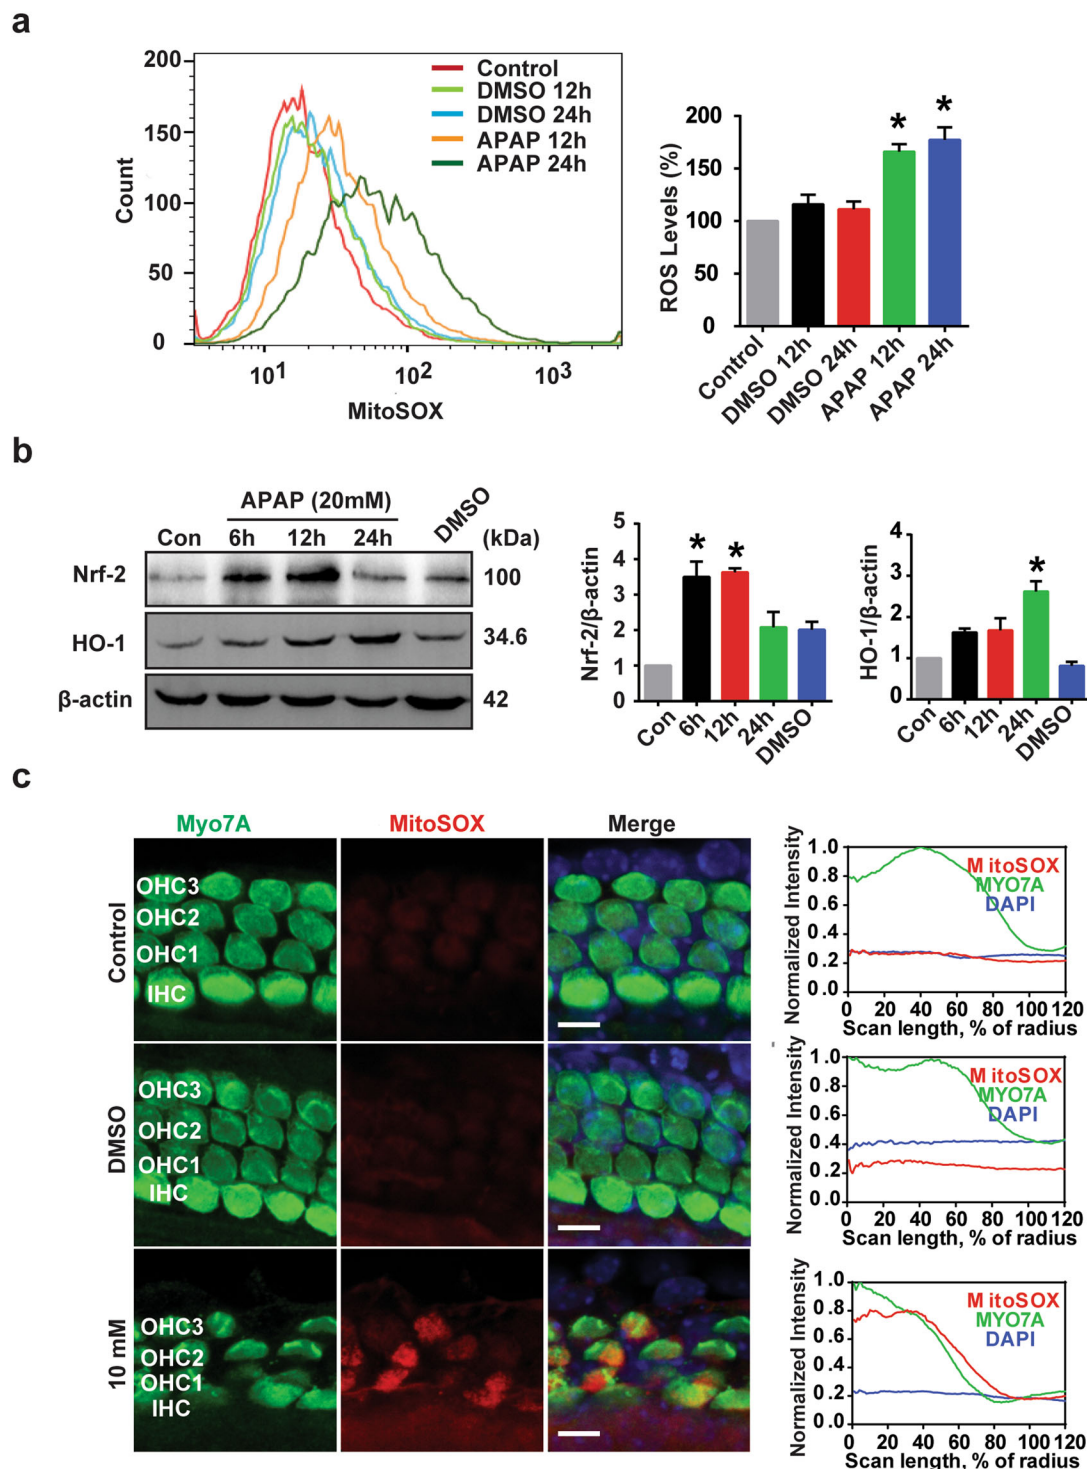 a
200
150
100
50
0
Count
10¹
10²
10³
MitoSOX
Control
DMSO 12h
DMSO 24h
APAP 12h
APAP 24h
ROS Levels (%)
200
150
100
50
0
*
*
Control
DMSO 12h
DMSO 24h
APAP 12h
APAP 24h
b
APAP (20mM)
Con
6h
12h
24h
DMSO
(kDa)
Nrf-2
100
HO-1
34.6
β-actin
42
Nrf-2/β-actin
5
4
3
2
1
0
*
*
Con
6h
12h
24h
DMSO
HO-1/β-actin
4
3
2
1
0
*
Con
6h
12h
24h
DMSO
c
Myo7A
MitoSOX
Merge
Control
OHC3
OHC2
OHC1
IHC
DMSO
OHC3
OHC2
OHC1
IHC
10 mM
OHC3
OHC2
OHC1
IHC
Normalized Intensity
1.0
0.8
0.6
0.4
0.2
0.0
MitoSOX
MYO7A
DAPI
0 20 40 60 80 100 120
Scan length, % of radius
Normalized Intensity
1.0
0.8
0.6
0.4
0.2
0.0
MitoSOX
MYO7A
DAPI
0 20 40 60 80 100 120
Scan length, % of radius
Normalized Intensity
1.0
0.8
0.6
0.4
0.2
0.0
MitoSOX
MYO7A
DAPI
0 20 40 60 80 100 120
Scan length, % of radius